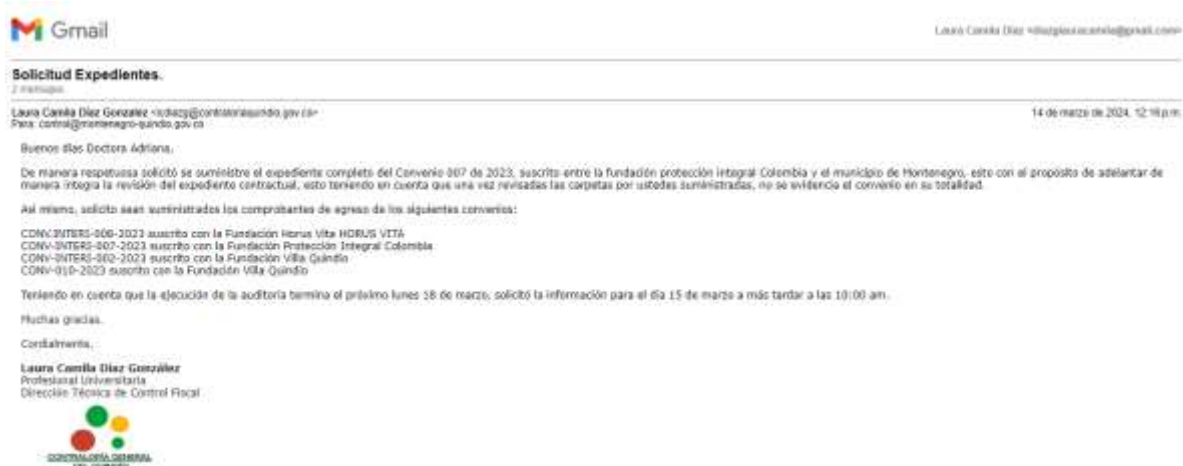 Gmail
Laura Camila Diaz <diazglauracamila@gmail.com>
Solicitud Expedientes.
2 mensajes
Laura Camila Díaz Gonzalez <lcdiazg@contraloriaquindio.gov.co>
14 de marzo de 2024, 12:16 p.m.
Para: control@montenegro-quindio.gov.co
Buenos días Doctora Adriana,
De manera respetuosa solicitó se suministre el expediente completo del Convenio 007 de 2023, suscrito entre la fundación protección integral Colombia y el municipio de Montenegro, esto con el propósito de adelantar de
manera integra la revisión del expediente contractual, esto teniendo en cuenta que una vez revisadas las carpetas por ustedes suministradas, no se evidencia el convenio en su totalidad.
Así mismo, solicito sean suministrados los comprobantes de egreso de los siguientes convenios:
CONV-INTERS-006-2023 suscrito con la Fundación Horus Vita HORUS VITA
CONV-INTERS-007-2023 suscrito con la Fundación Protección Integral Colombia
CONV-INTERS-002-2023 suscrito con la Fundación Villa Quindío
CONV-010-2023 suscrito con la Fundación Villa Quindío
Teniendo en cuenta que la ejecución de la auditoría termina el próximo lunes 18 de marzo, solicitó la información para el día 15 de marzo a más tardar a las 10:00 am.
Muchas gracias.
Cordialmente,
Laura Camila Díaz González
Profesional Universitaria
Dirección Técnica de Control Fiscal
CONTRALORÍA GENERAL
DEL QUINDÍO